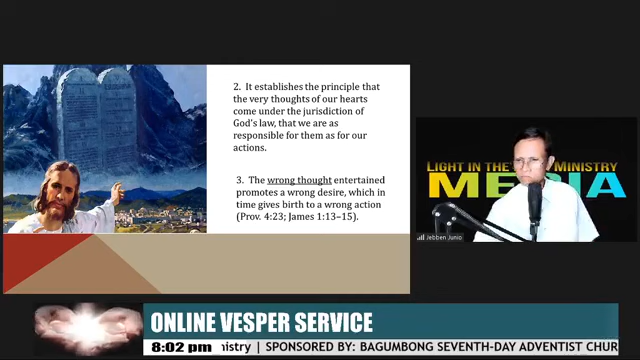 2. It establishes the principle that
the very thoughts of our hearts
come under the jurisdiction of
God's law, that we are as
responsible for them as for our
actions.
3. The wrong thought entertained
promotes a wrong desire, which in
time gives birth to a wrong action
(Prov. 4:23; James 1:13–15).
LIGHT IN THE MINISTRY
MEDIA
Jebben Junio
ONLINE VESPER SERVICE
8:02 pm nistry | SPONSORED BY: BAGUMBONG SEVENTH-DAY ADVENTIST CHUR